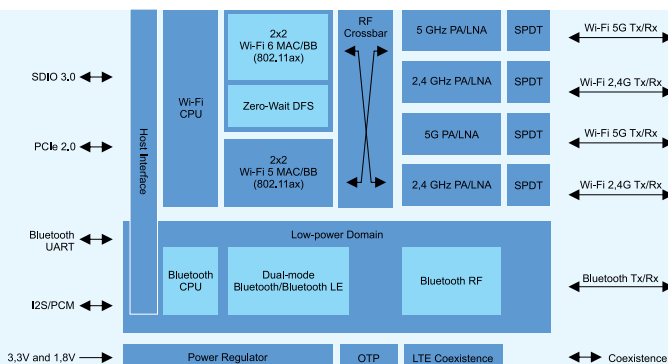 SDIO 3.0
PCIe 2.0
Bluetooth
UART
I2S/PCM
3,3V and 1,8V
Host Interface
Wi-Fi
CPU
2x2
Wi-Fi 6 MAC/BB
(802.11ax)
Zero-Wait DFS
2x2
Wi-Fi 5 MAC/BB
(802.11ax)
RF
Crossbar
5 GHz PA/LNA
SPDT
Wi-Fi 5G Tx/Rx
2,4 GHz PA/LNA
SPDT
Wi-Fi 2,4G Tx/Rx
5G PA/LNA
SPDT
Wi-Fi 5G Tx/Rx
2,4 GHz PA/LNA
SPDT
Wi-Fi 2,4G Tx/Rx
Low-power Domain
Bluetooth
CPU
Dual-mode
Bluetooth/Bluetooth LE
Bluetooth RF
Bluetooth Tx/Rx
Power Regulator
OTP
LTE Coexistence
Coexistence